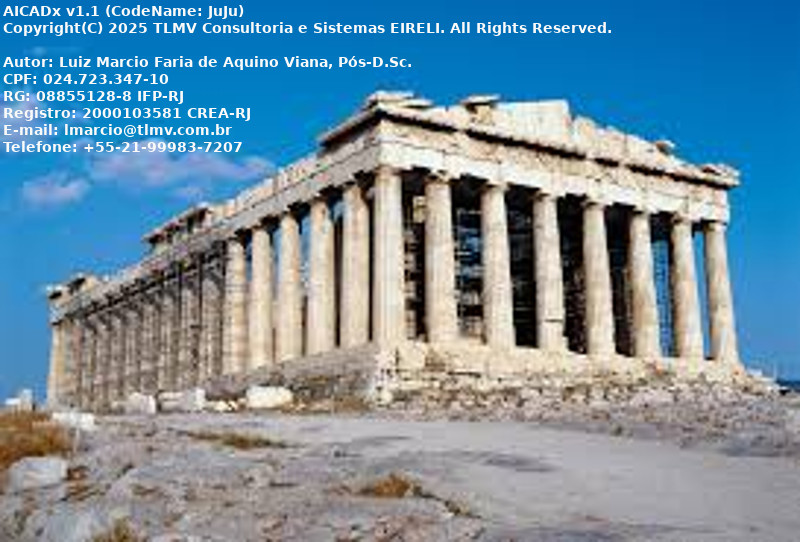 AICADx v1.1 (CodeName: JuJu)
Copyright(C) 2025 TLMV Consultoria e Sistemas EIRELI. All Rights Reserved.
Autor: Luiz Marcio Faria de Aquino Viana, Pós-D.Sc.
CPF: 024.723.347-10
RG: 08855128-8 IFP-RJ
Registro: 2000103581 CREA-RJ
E-mail: lmarcio@tlmv.com.br
Telefone: +55-21-99983-7207